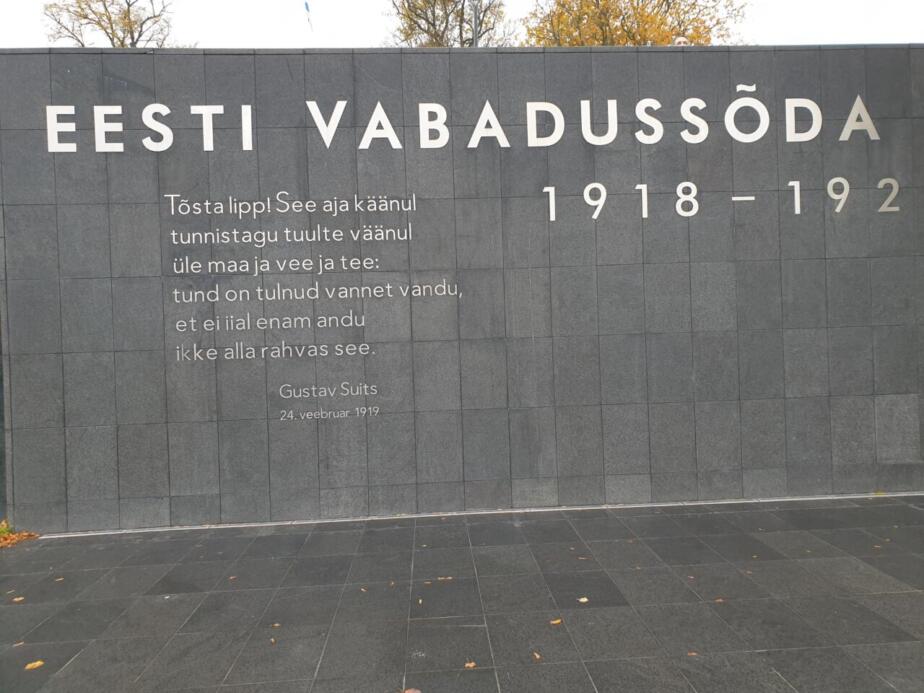 EESTI VABADUSSÕDA
1918 – 192
Tõsta lipp! See aja käänul
tunnistagu tuulte väänul
üle maa ja vee ja tee:
tund on tulnud vannet vandu,
et ei iial enam andu
ikke alla rahvas see.
Gustav Suits
24. veebruar 1919